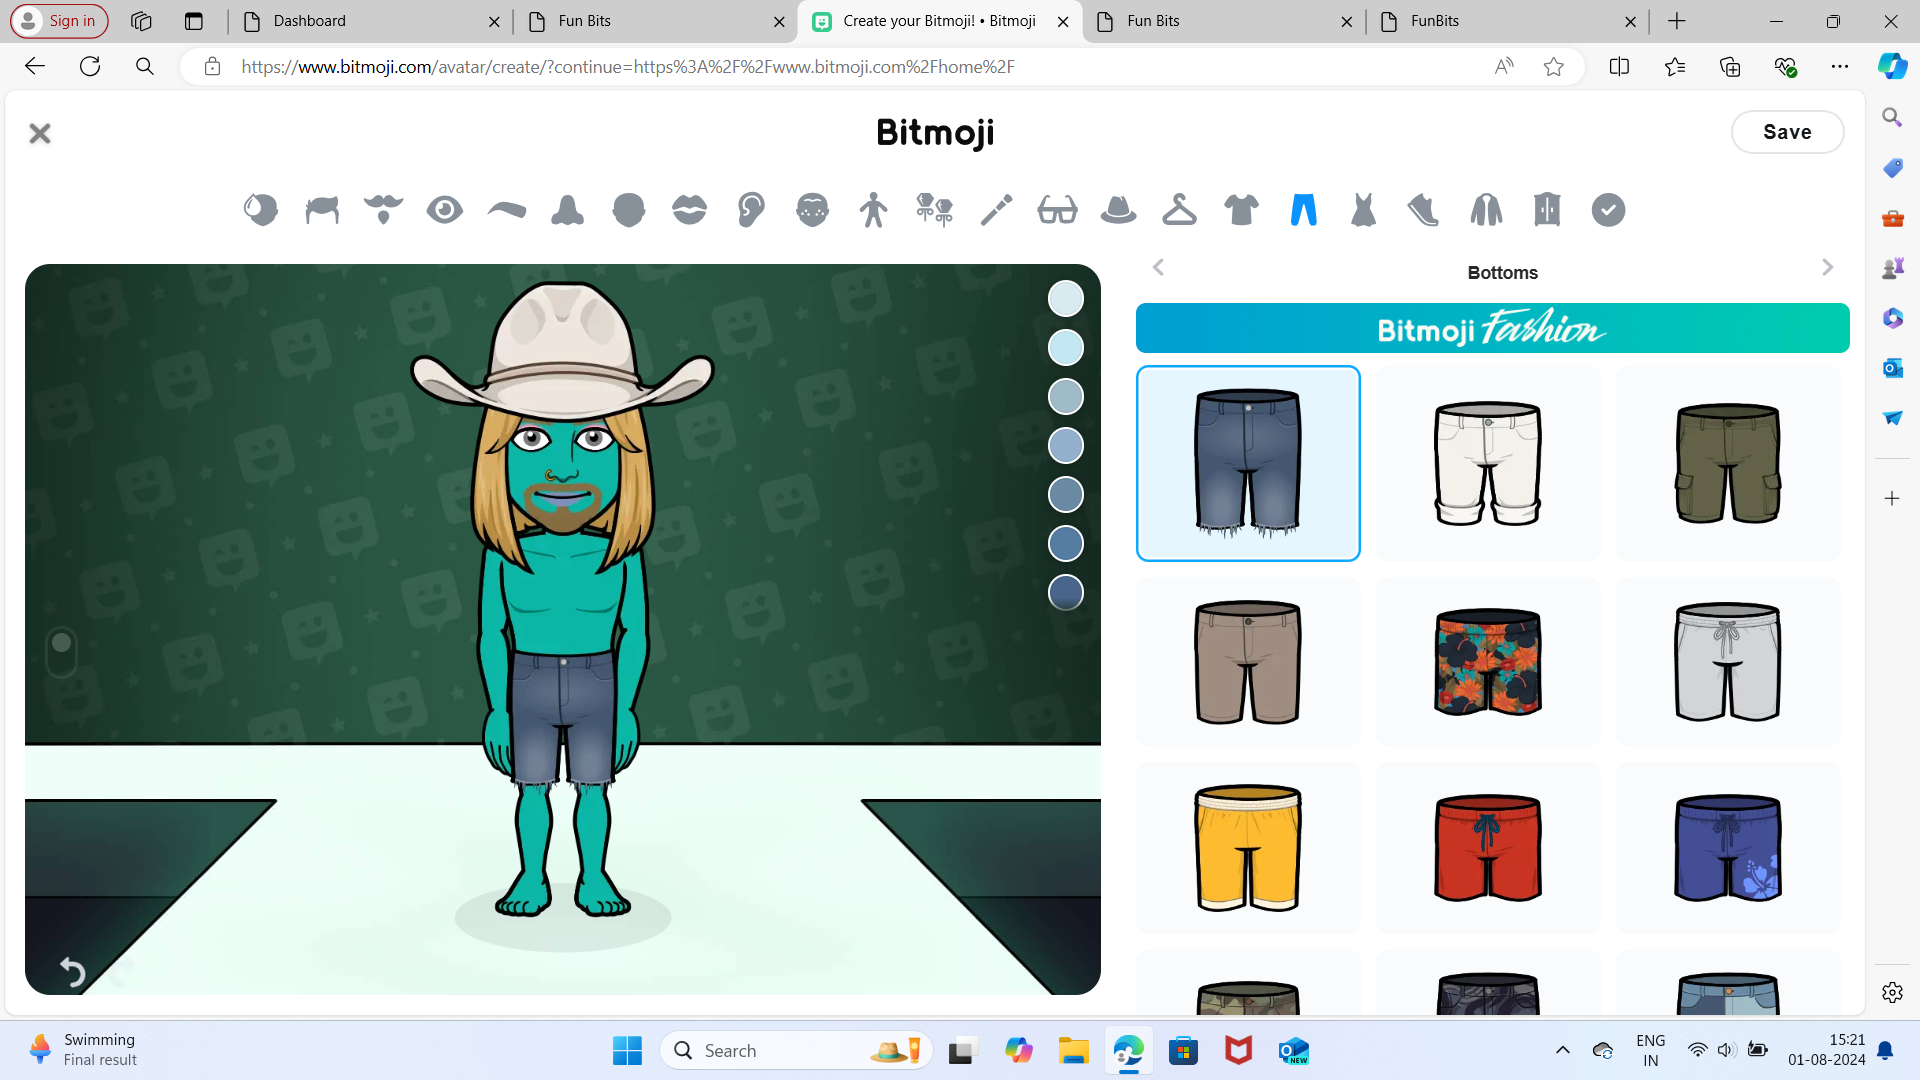 Sign in
Dashboard
Fun Bits
Create your Bitmoji! • Bitmoji
Fun Bits
FunBits
https://www.bitmoji.com/avatar/create/?continue=https%3A%2F%2Fwww.bitmoji.com%2Fhome%2F
Bitmoji
Save
Bottoms
Bitmoji Fashion
Swimming
Final result
Search
NEW
ENG
IN
15:21
01-08-2024